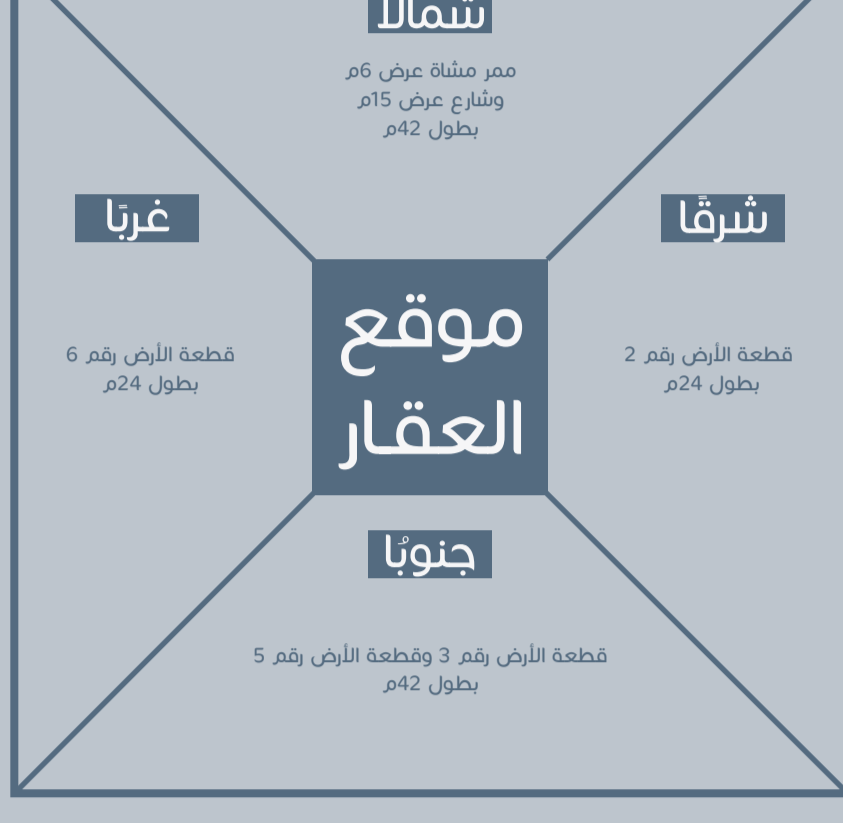 شمالًا
ممر مشاة عرض 6م
وشارع عرض 15م
بطول 42م
شرقًا
قطعة الأرض رقم 2
بطول 24م
موقع
العقار
غربًا
قطعة الأرض رقم 6
بطول 24م
جنوبًا
قطعة الأرض رقم 3 وقطعة الأرض رقم 5
بطول 42م